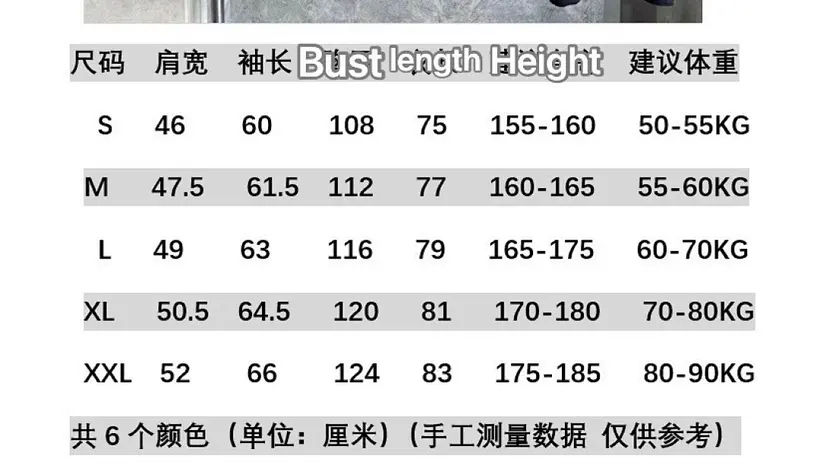 尺码 肩宽 袖长 Bust length Height 建议体重
S 46 60 108 75 155-160 50-55KG
M 47.5 61.5 112 77 160-165 55-60KG
L 49 63 116 79 165-175 60-70KG
XL 50.5 64.5 120 81 170-180 70-80KG
XXL 52 66 124 83 175-185 80-90KG
共 6 个颜色（单位：厘米）（手工测量数据 仅供参考）